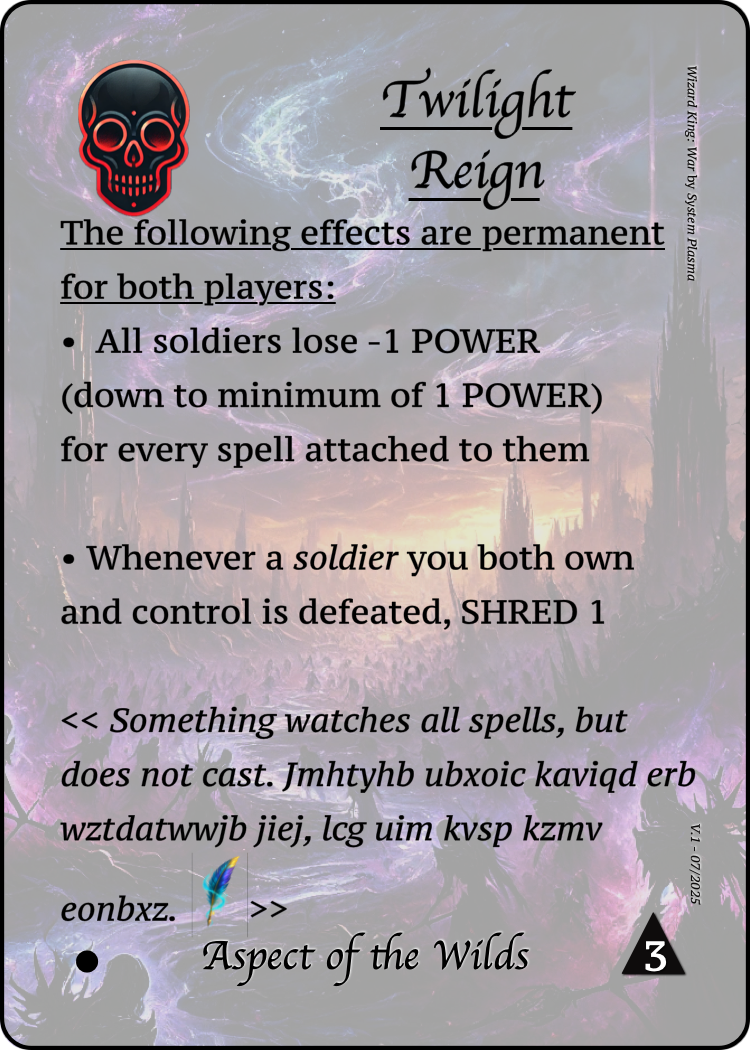 Twilight
Reign
Wizard King: War by System Plasma
The following effects are permanent
for both players:
• All soldiers lose -1 POWER
(down to minimum of 1 POWER)
for every spell attached to them
• Whenever a soldier you both own
and control is defeated, SHRED 1
<< Something watches all spells, but
does not cast. Jmhtyhb ubxoic kaviqd erb
wztdatwwjb jiej, lcg uim kvsp kzmv
eonbxz. >>
V.1 - 07/2025
Aspect of the Wilds
3